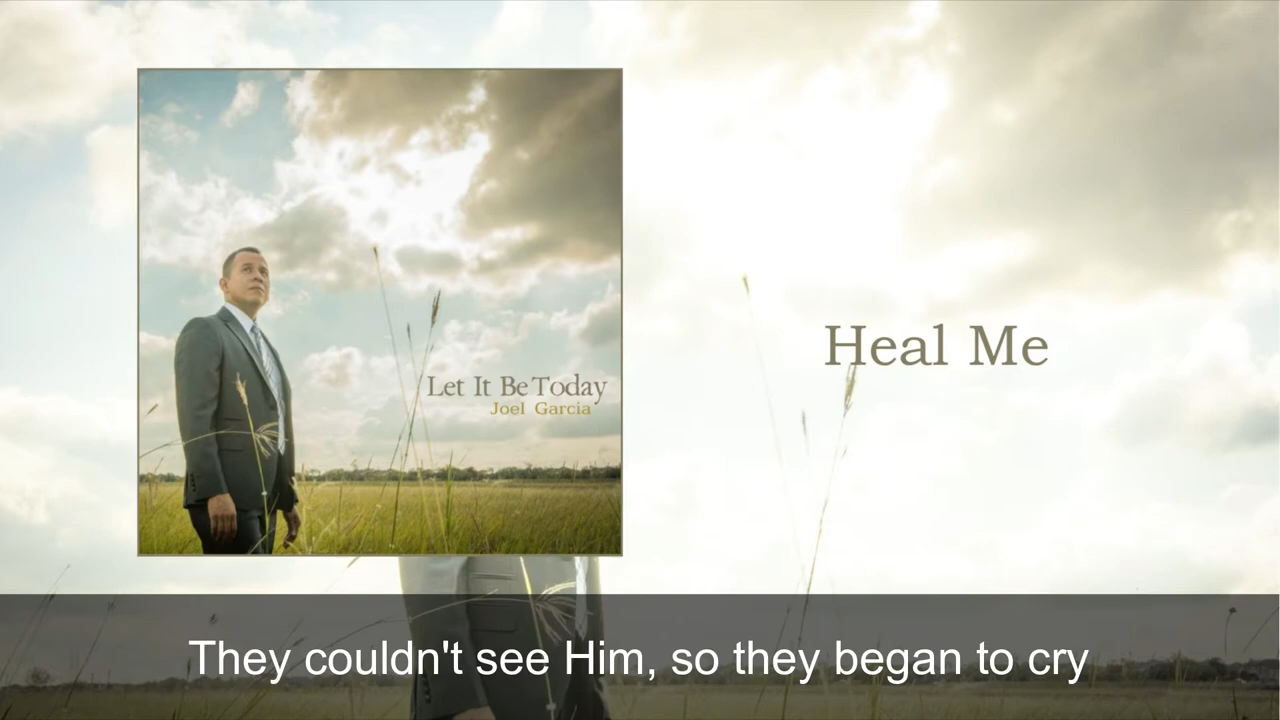 Let It Be Today
Joel Garcia
Heal Me
They couldn't see Him, so they began to cry